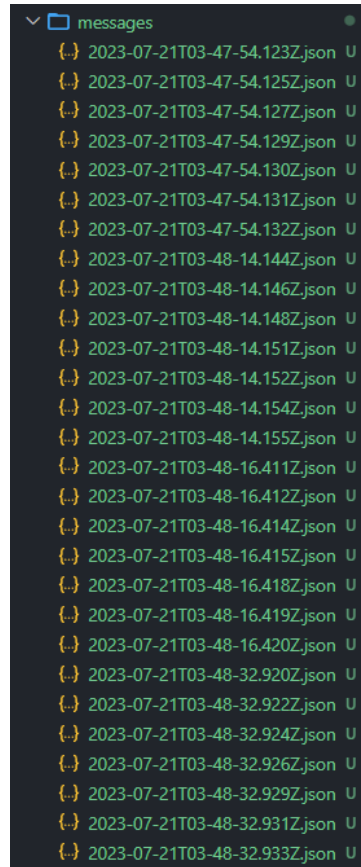 messages
{..} 2023-07-21T03-47-54.123Z.json U
{..} 2023-07-21T03-47-54.125Z.json U
{..} 2023-07-21T03-47-54.127Z.json U
{..} 2023-07-21T03-47-54.129Z.json U
{..} 2023-07-21T03-47-54.130Z.json U
{..} 2023-07-21T03-47-54.131Z.json U
{..} 2023-07-21T03-47-54.132Z.json U
{..} 2023-07-21T03-48-14.144Z.json U
{..} 2023-07-21T03-48-14.146Z.json U
{..} 2023-07-21T03-48-14.148Z.json U
{..} 2023-07-21T03-48-14.151Z.json U
{..} 2023-07-21T03-48-14.152Z.json U
{..} 2023-07-21T03-48-14.154Z.json U
{..} 2023-07-21T03-48-14.155Z.json U
{..} 2023-07-21T03-48-16.411Z.json U
{..} 2023-07-21T03-48-16.412Z.json U
{..} 2023-07-21T03-48-16.414Z.json U
{..} 2023-07-21T03-48-16.415Z.json U
{..} 2023-07-21T03-48-16.418Z.json U
{..} 2023-07-21T03-48-16.419Z.json U
{..} 2023-07-21T03-48-16.420Z.json U
{..} 2023-07-21T03-48-32.920Z.json U
{..} 2023-07-21T03-48-32.922Z.json U
{..} 2023-07-21T03-48-32.924Z.json U
{..} 2023-07-21T03-48-32.926Z.json U
{..} 2023-07-21T03-48-32.929Z.json U
{..} 2023-07-21T03-48-32.931Z.json U
{..} 2023-07-21T03-48-32.933Z.json U